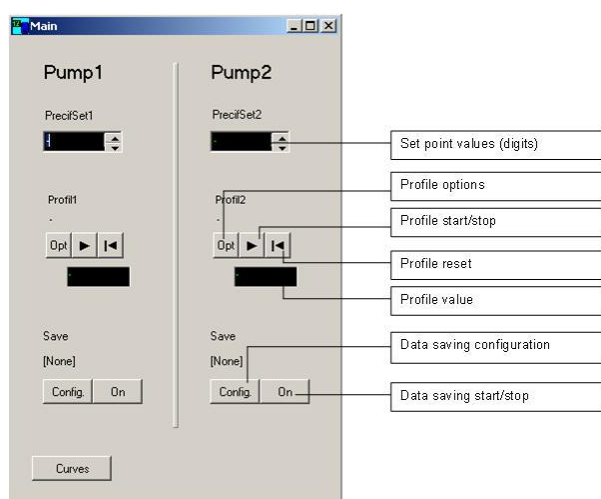 Main
Pump1
Pump2
PrecifSet1
PrecifSet2
Set point values (digits)
Profile options
Profil1
Profil2
Profile start/stop
Opt
Opt
Profile reset
Profile value
Save
Save
Data saving configuration
[None]
[None]
Config.
On
Config.
On
Data saving start/stop
Curves